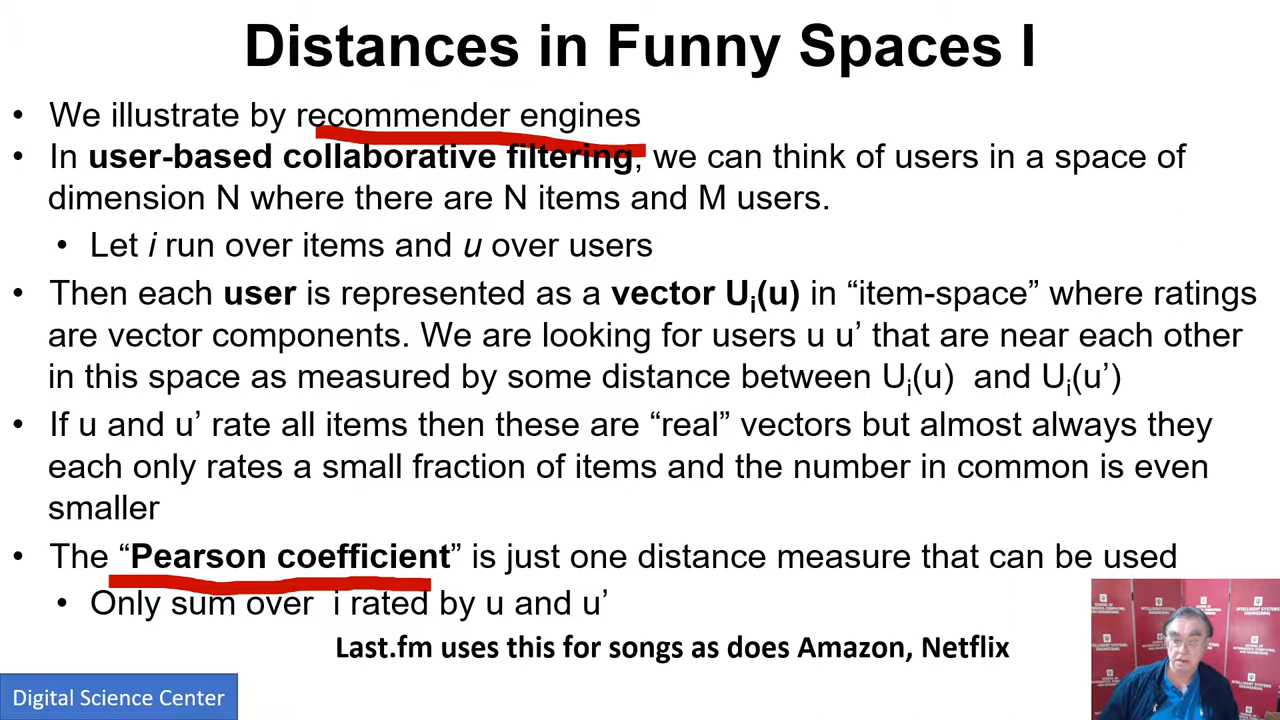 Distances in Funny Spaces I
• We illustrate by recommender engines
• In user-based collaborative filtering, we can think of users in a space of
dimension N where there are N items and M users.
• Let i run over items and u over users
• Then each user is represented as a vector Ui(u) in “item-space” where ratings
are vector components. We are looking for users u u’ that are near each other
in this space as measured by some distance between Ui(u) and Ui(u’)
• If u and u’ rate all items then these are “real” vectors but almost always they
each only rates a small fraction of items and the number in common is even
smaller
• The “Pearson coefficient” is just one distance measure that can be used
• Only sum over i rated by u and u’
Last.fm uses this for songs as does Amazon, Netflix
Digital Science Center
INTELLIGENT SYSTEMS
ENGINEERING